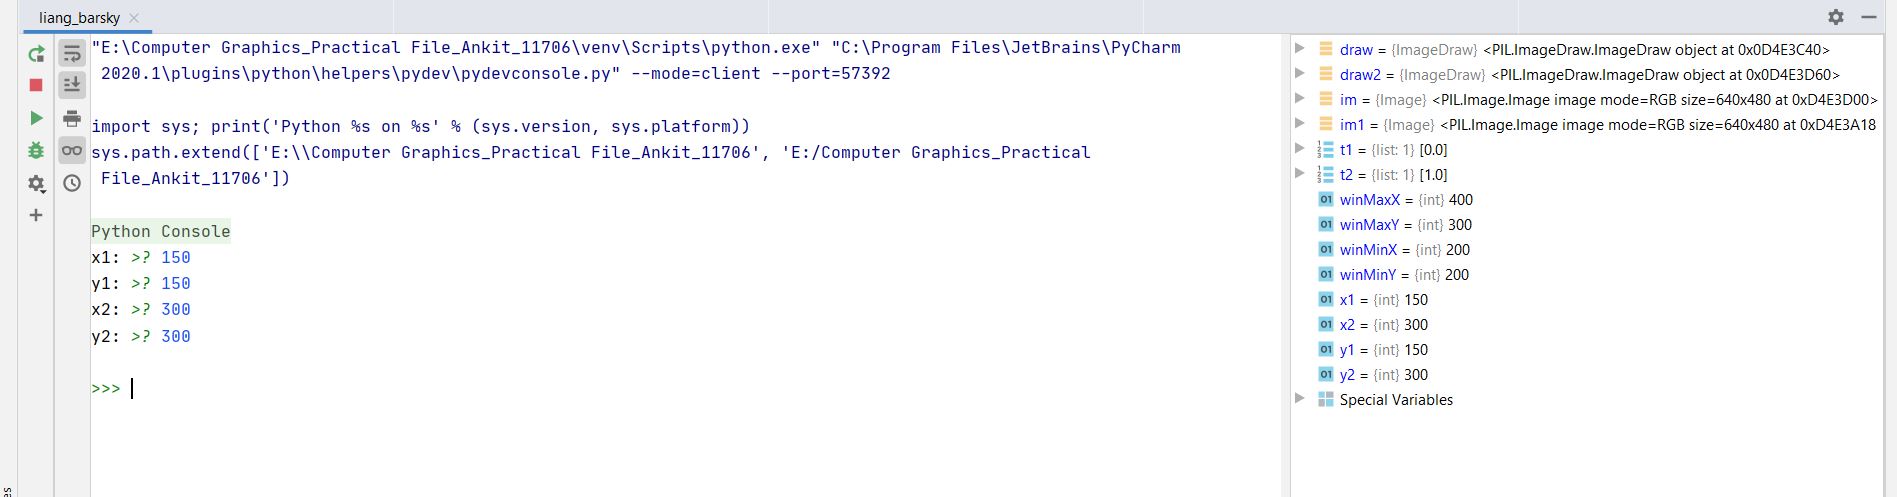 liang_barsky
"E:\Computer Graphics_Practical File_Ankit_11706\venv\Scripts\python.exe" "C:\Program Files\JetBrains\PyCharm
2020.1\plugins\python\helpers\pydev\pydevconsole.py" --mode=client --port=57392
import sys; print('Python %s on %s' % (sys.version, sys.platform))
sys.path.extend(['E:\\Computer Graphics_Practical File_Ankit_11706', 'E:/Computer Graphics_Practical
File_Ankit_11706'])
Python Console
x1: >? 150
y1: >? 150
x2: >? 300
y2: >? 300
>>>
draw = {ImageDraw} <PIL.ImageDraw.ImageDraw object at 0x0D4E3C40>
draw2 = {ImageDraw} <PIL.ImageDraw.ImageDraw object at 0x0D4E3D60>
im = {Image} <PIL.Image.Image image mode=RGB size=640x480 at 0xD4E3D00>
im1 = {Image} <PIL.Image.Image image mode=RGB size=640x480 at 0xD4E3A18
t1 = {list: 1} [0.0]
t2 = {list: 1} [1.0]
winMaxX = {int} 400
winMaxY = {int} 300
winMinX = {int} 200
winMinY = {int} 200
x1 = {int} 150
x2 = {int} 300
y1 = {int} 150
y2 = {int} 300
Special Variables